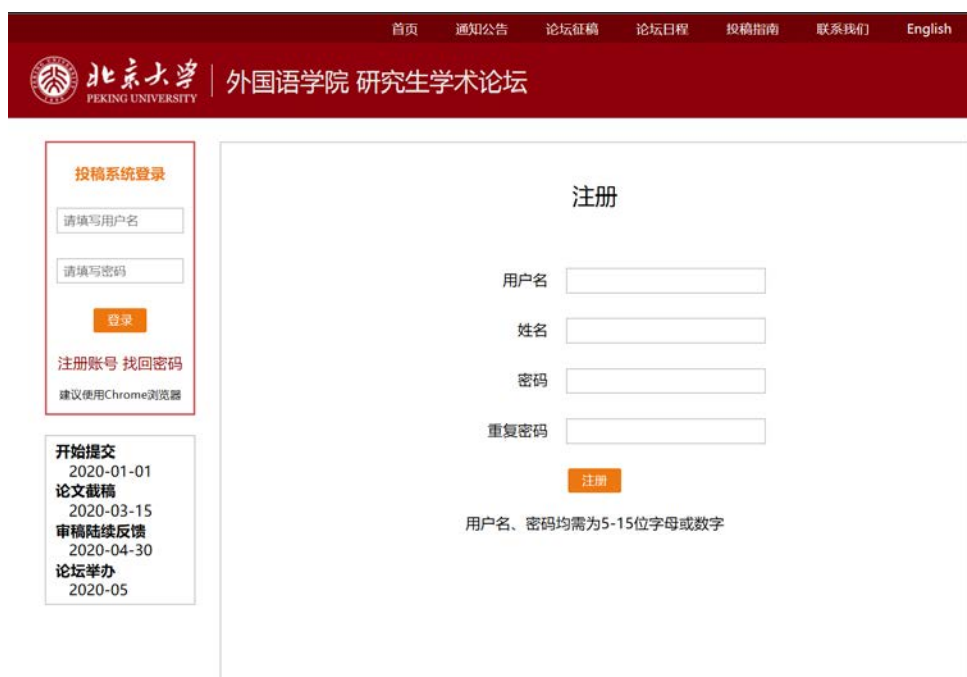 首页 通知公告 论坛征稿 论坛日程 投稿指南 联系我们 English
北京大学
PEKING UNIVERSITY
外国语学院 研究生学术论坛
投稿系统登录
请填写用户名
请填写密码
登录
注册账号 找回密码
建议使用Chrome浏览器
开始提交
2020-01-01
论文截稿
2020-03-15
审稿陆续反馈
2020-04-30
论坛举办
2020-05
注册
用户名
姓名
密码
重复密码
注册
用户名、密码均需为5-15位字母或数字